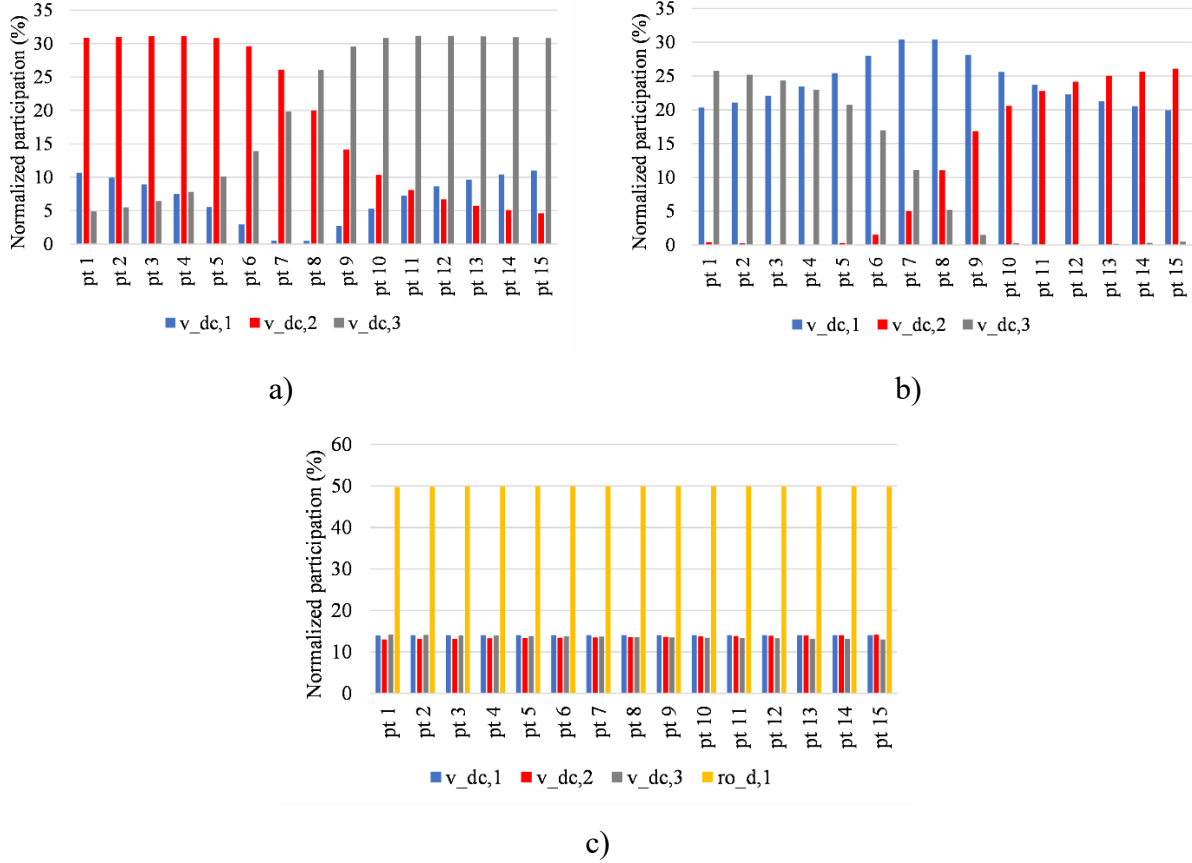 Normalized participation (%)
35
30
25
20
15
10
5
0
pt 1
pt 2
pt 3
pt 4
pt 5
pt 6
pt 7
pt 8
pt 9
pt 10
pt 11
pt 12
pt 13
pt 14
pt 15
v_dc,1 v_dc,2 v_dc,3
a)
Normalized participation (%)
35
30
25
20
15
10
5
0
pt 1
pt 2
pt 3
pt 4
pt 5
pt 6
pt 7
pt 8
pt 9
pt 10
pt 11
pt 12
pt 13
pt 14
pt 15
v_dc,1 v_dc,2 v_dc,3
b)
Normalized participation (%)
60
50
40
30
20
10
0
pt 1
pt 2
pt 3
pt 4
pt 5
pt 6
pt 7
pt 8
pt 9
pt 10
pt 11
pt 12
pt 13
pt 14
pt 15
v_dc,1 v_dc,2 v_dc,3 ro_d,1
c)